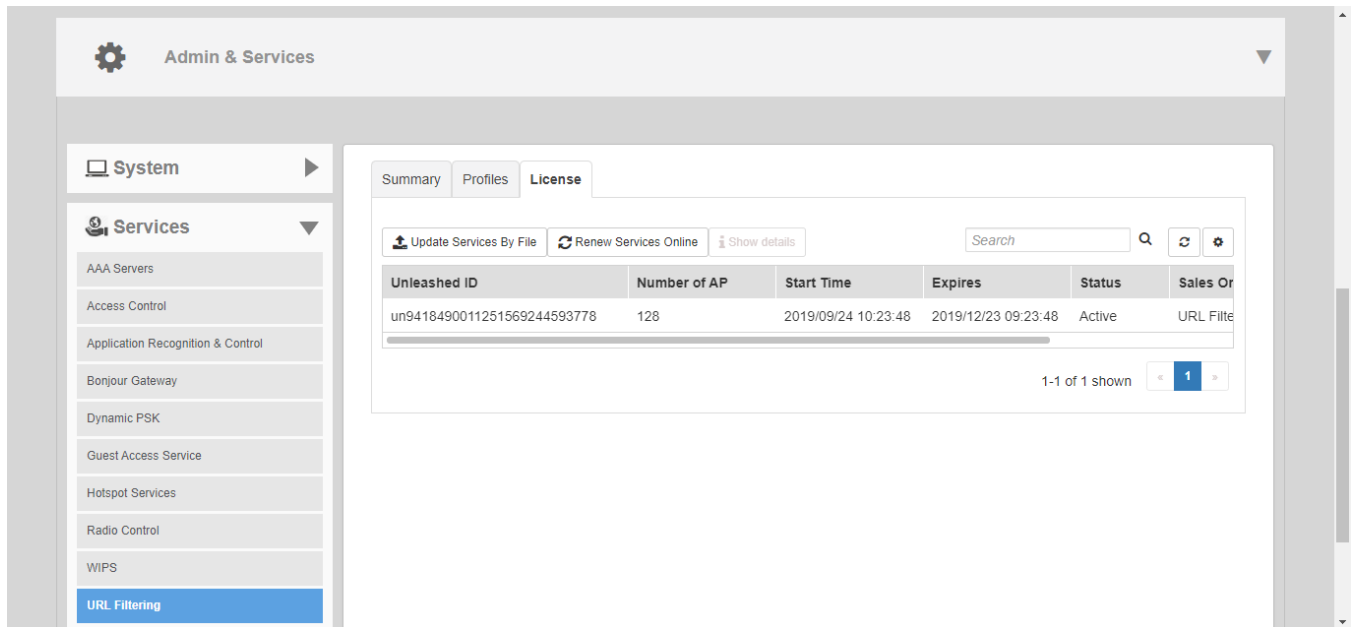 Admin & Services
System
Services
AAA Servers
Access Control
Application Recognition & Control
Bonjour Gateway
Dynamic PSK
Guest Access Service
Hotspot Services
Radio Control
WIPS
URL Filtering
Summary Profiles License
Update Services By File Renew Services Online Show details Search
Unleashed ID Number of AP Start Time Expires Status Sales Or
un9418490011251569244593778 128 2019/09/24 10:23:48 2019/12/23 09:23:48 Active URL Filte
1-1 of 1 shown « 1 »